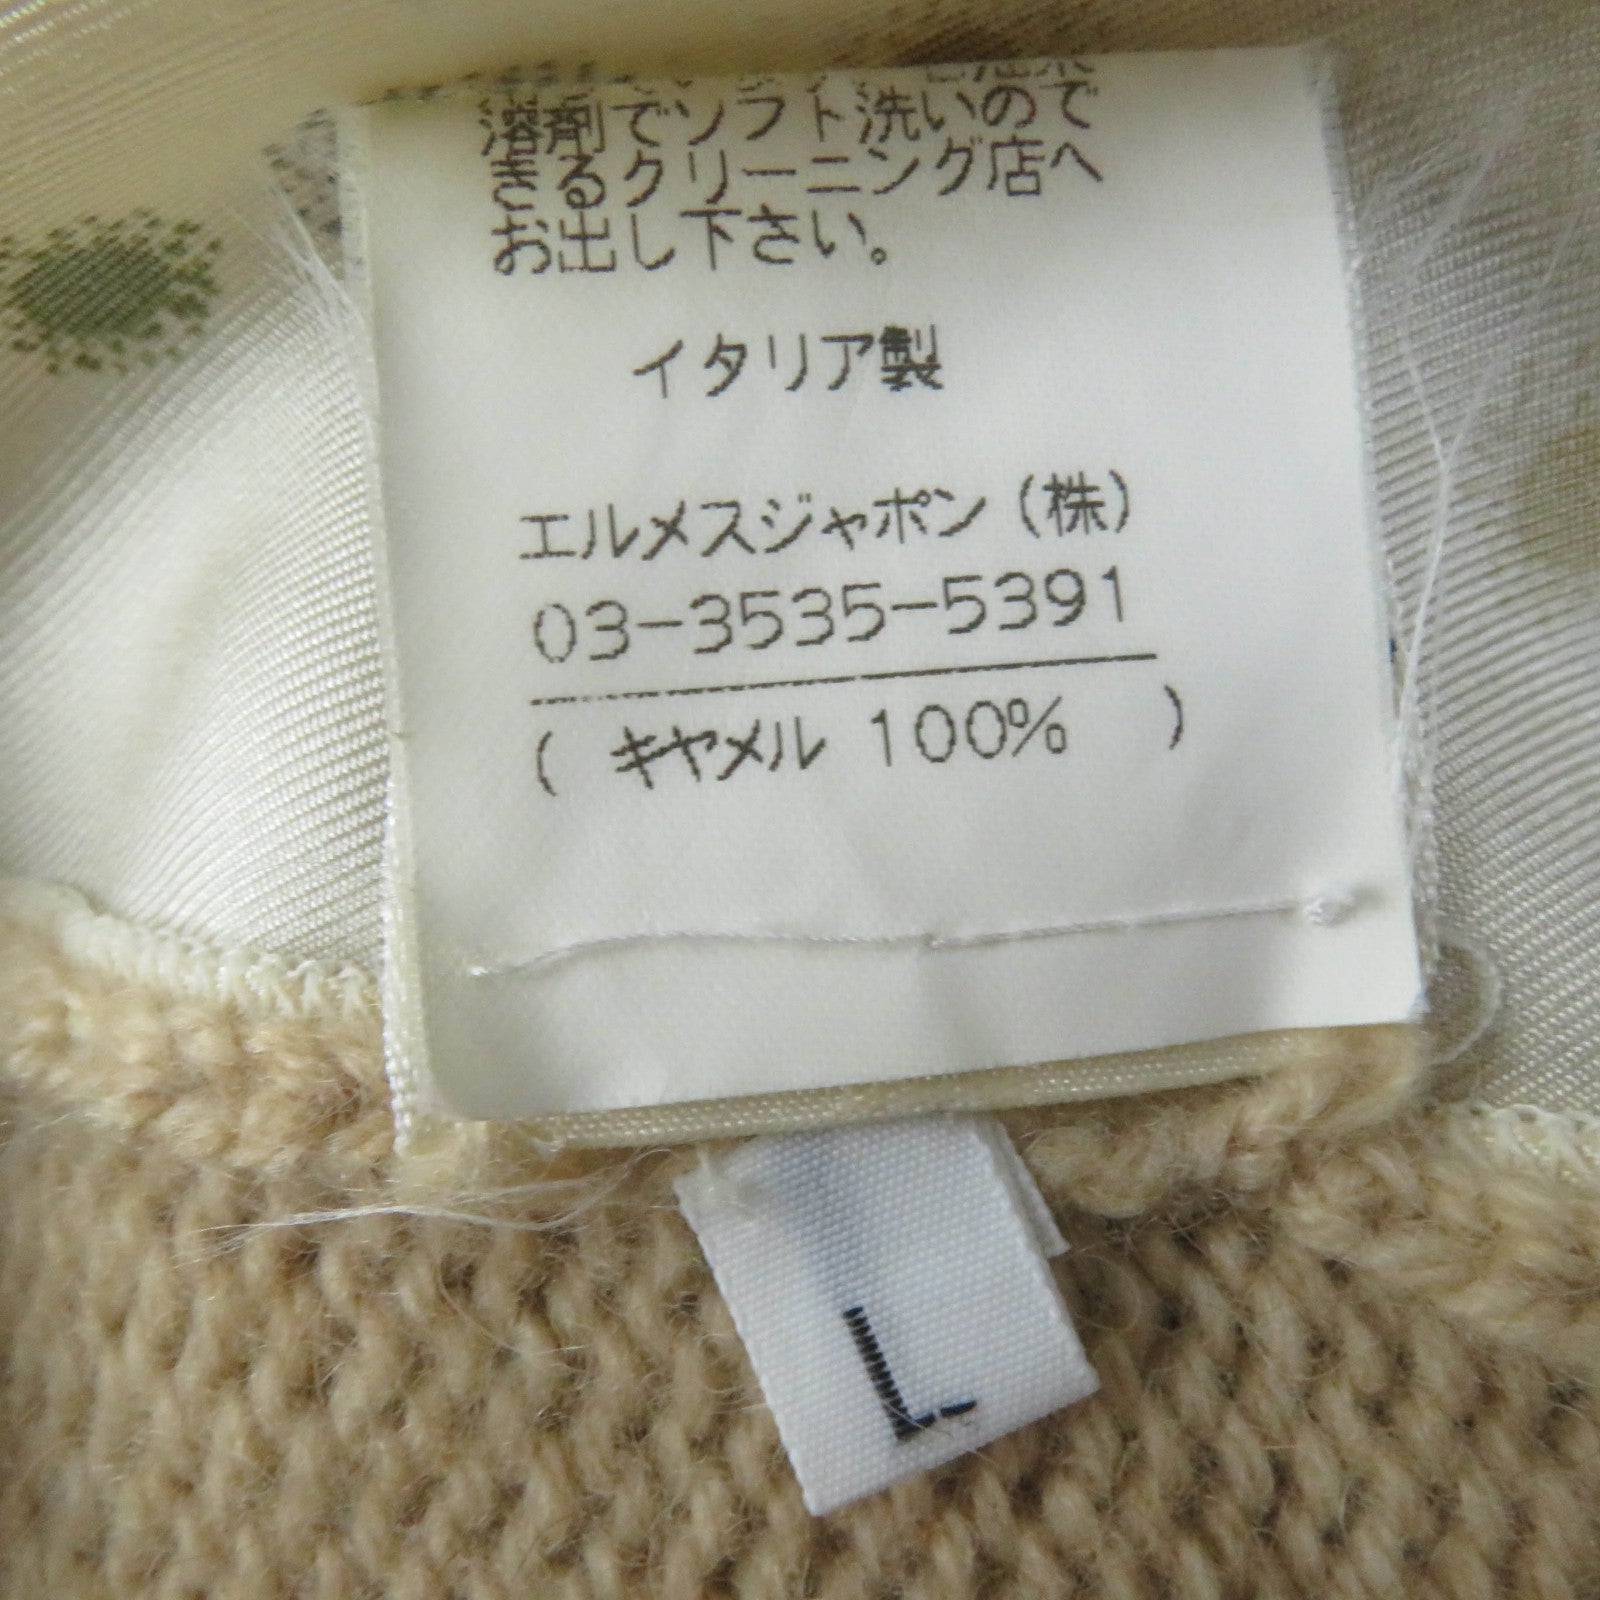 溶剤でソフト洗いので
きるクリーニング店へ
お出し下さい。
イタリア製
エルメスジャポン（株）
03-3535-5391
( キャメル 100% )
L